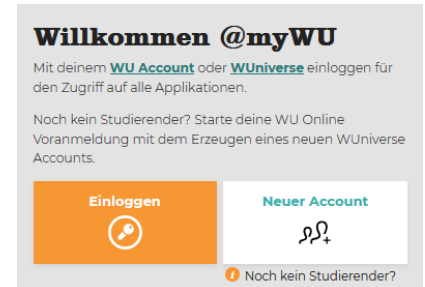 Willkommen @myWU
Mit deinem WU Account oder WUniverse einloggen für
den Zugriff auf alle Applikationen.
Noch kein Studierender? Starte deine WU Online
Voranmeldung mit dem Erzeugen eines neuen WUniverse
Accounts.
Einloggen
Neuer Account
i Noch kein Studierender?